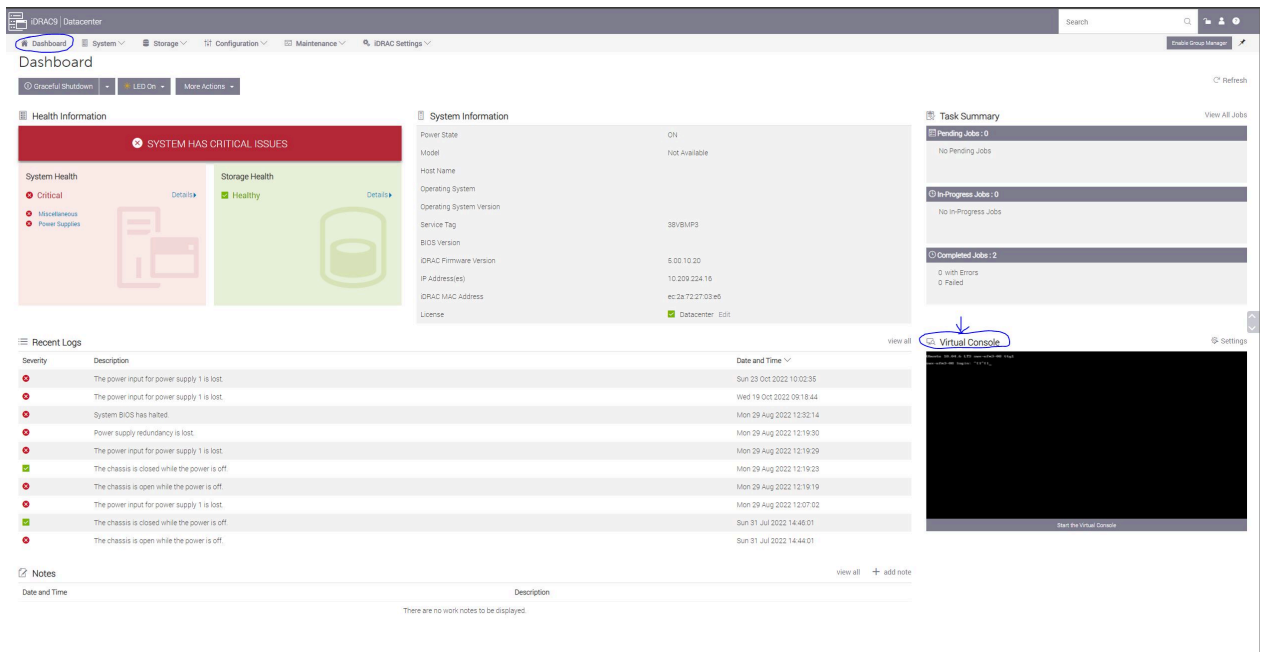 iDRAC9 | Datacenter
Search
Dashboard System Storage Configuration Maintenance iDRAC Settings
Enable Group Manager
Dashboard
Graceful Shutdown LED On More Actions
Refresh
Health Information
SYSTEM HAS CRITICAL ISSUES
System Health
Critical Details
Miscellaneous
Power Supplies
Storage Health
Healthy Details
System Information
Power State ON
Model Not Available
Host Name
Operating System
Operating System Version
Service Tag 38VBMP3
BIOS Version
iDRAC Firmware Version 6.00.10.20
IP Address(es) 10.209.224.16
iDRAC MAC Address ec:2a:72:27:03:e6
License Datacenter Edit
Task Summary View All Jobs
Pending Jobs : 0
No Pending Jobs
In-Progress Jobs : 0
No In-Progress Jobs
Completed Jobs : 2
0 with Errors
0 Failed
Recent Logs view all
Severity Description Date and Time
The power input for power supply 1 is lost. Sun 23 Oct 2022 10:02:35
The power input for power supply 1 is lost. Wed 19 Oct 2022 09:18:44
System BIOS has halted. Mon 29 Aug 2022 12:32:14
Power supply redundancy is lost. Mon 29 Aug 2022 12:19:30
The power input for power supply 1 is lost. Mon 29 Aug 2022 12:19:29
The chassis is closed while the power is off. Mon 29 Aug 2022 12:19:23
The chassis is open while the power is off. Mon 29 Aug 2022 12:19:19
The power input for power supply 1 is lost. Mon 29 Aug 2022 12:07:02
The chassis is closed while the power is off. Sun 31 Jul 2022 14:46:01
The chassis is open while the power is off. Sun 31 Jul 2022 14:44:01
Virtual Console Settings
Start the Virtual Console
Notes view all + add note
Date and Time Description
There are no work notes to be displayed.